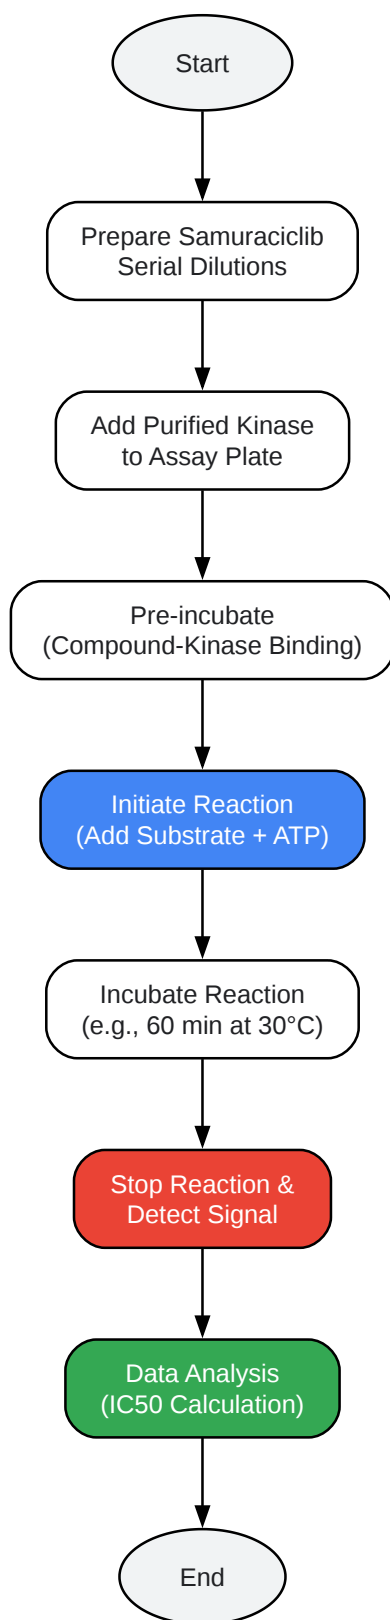 Start
Prepare Samuraciclib
Serial Dilutions
Add Purified Kinase
to Assay Plate
Pre-incubate
(Compound-Kinase Binding)
Initiate Reaction
(Add Substrate + ATP)
Incubate Reaction
(e.g., 60 min at 30°C)
Stop Reaction &
Detect Signal
Data Analysis
(IC50 Calculation)
End